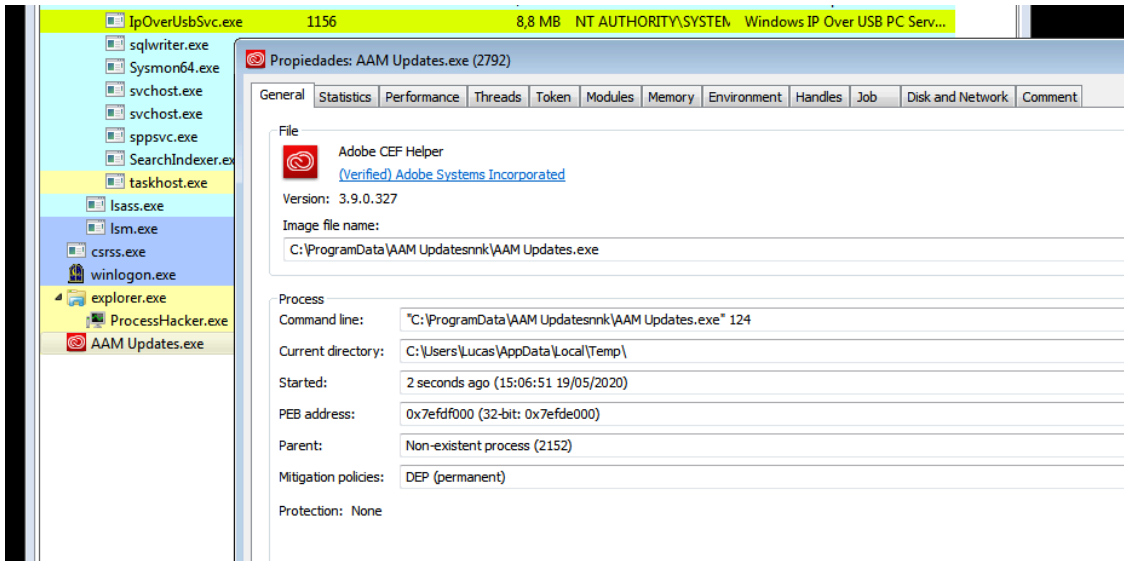 IpOverUsbSvc.exe 1156 8,8 MB NT AUTHORITY\SYSTEM Windows IP Over USB PC Serv...
sqlwriter.exe
Sysmon64.exe
svchost.exe
svchost.exe
sppsvc.exe
SearchIndexer.ex
taskhost.exe
lsass.exe
lsm.exe
csrss.exe
winlogon.exe
explorer.exe
ProcessHacker.exe
AAM Updates.exe
Propiedades: AAM Updates.exe (2792)
General Statistics Performance Threads Token Modules Memory Environment Handles Job Disk and Network Comment
File
Adobe CEF Helper
(Verified) Adobe Systems Incorporated
Version: 3.9.0.327
Image file name:
C:\ProgramData\AAM Updatesnnk\AAM Updates.exe
Process
Command line: "C:\ProgramData\AAM Updatesnnk\AAM Updates.exe" 124
Current directory: C:\Users\Lucas\AppData\Local\Temp\
Started: 2 seconds ago (15:06:51 19/05/2020)
PEB address: 0x7efdf000 (32-bit: 0x7efde000)
Parent: Non-existent process (2152)
Mitigation policies: DEP (permanent)
Protection: None